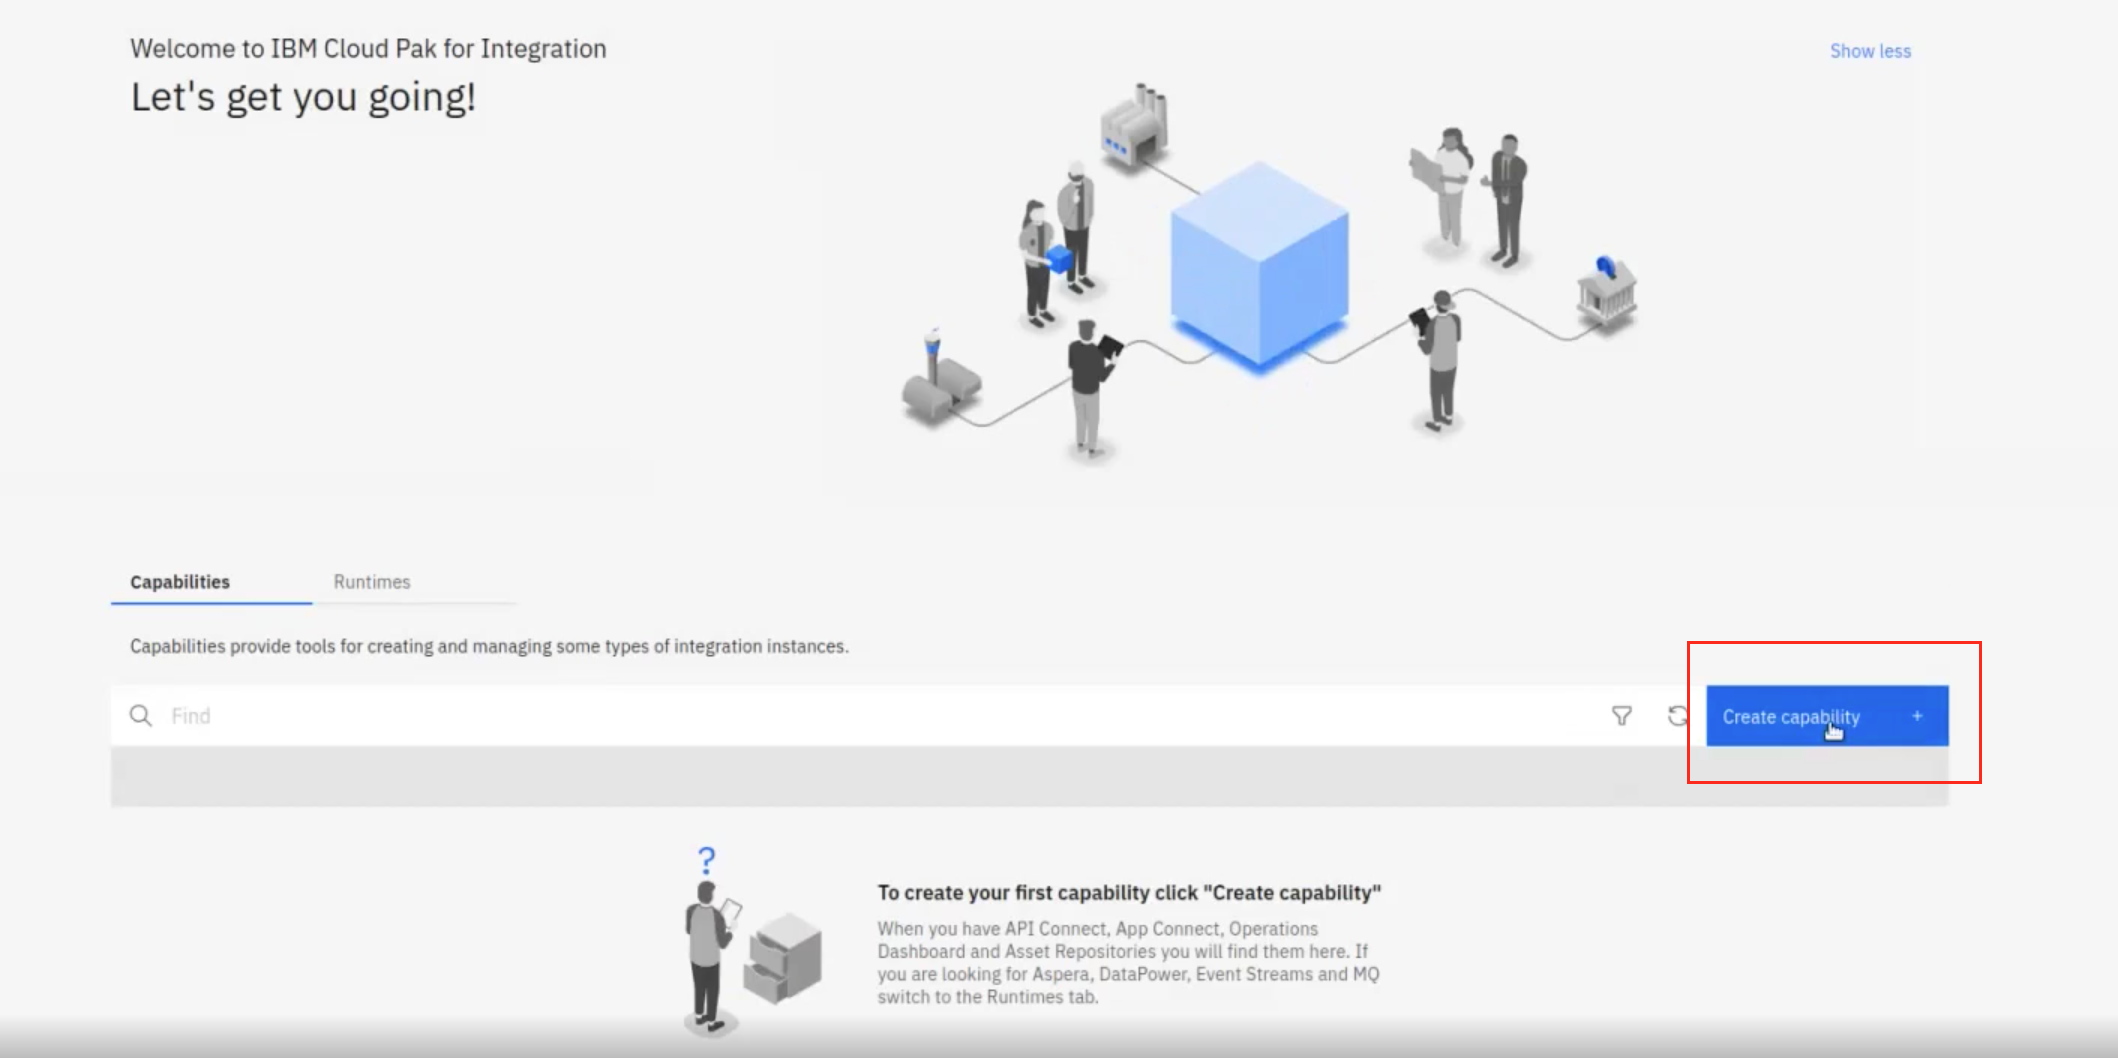 Welcome to IBM Cloud Pak for Integration
Show less
Let's get you going!
Capabilities
Runtimes
Capabilities provide tools for creating and managing some types of integration instances.
Find
Create capability +
?
To create your first capability click "Create capability"
When you have API Connect, App Connect, Operations
Dashboard and Asset Repositories you will find them here. If
you are looking for Aspera, DataPower, Event Streams and MQ
switch to the Runtimes tab.